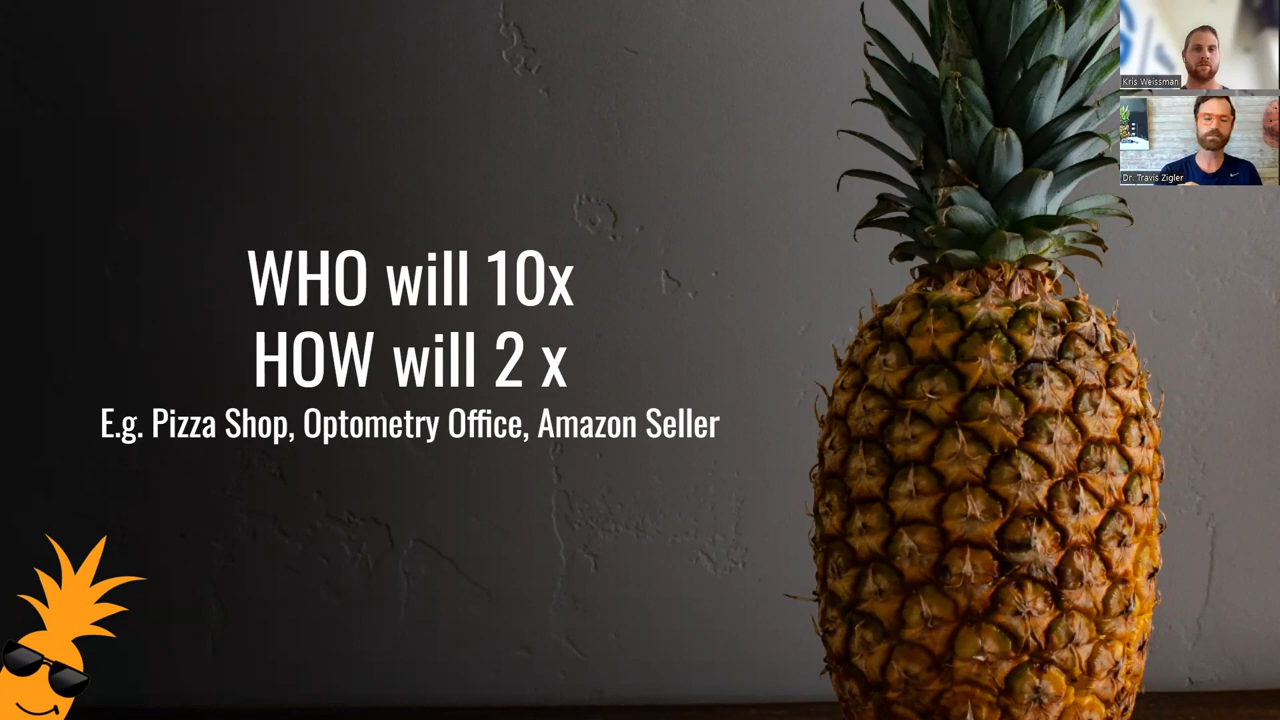 WHO will 10x
HOW will 2 x
E.g. Pizza Shop, Optometry Office, Amazon Seller
Kris Weissman
Dr. Travis Zigler